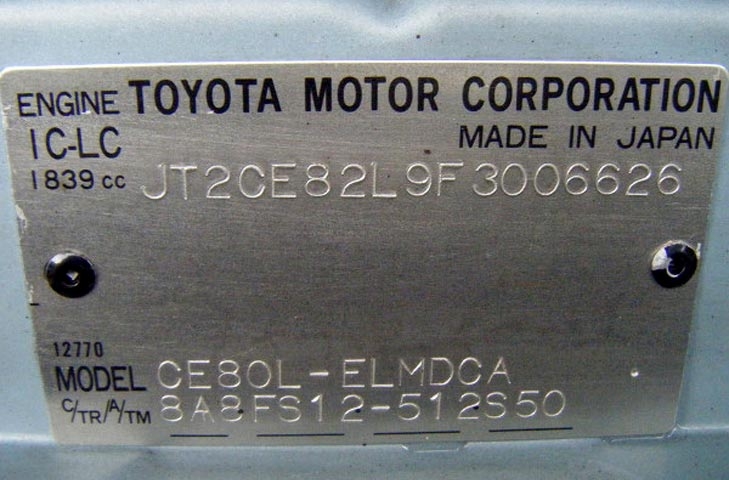 ENGINE TOYOTA MOTOR CORPORATION
1C-LC MADE IN JAPAN
1839 cc JT2CE82L9F3006626
12770
MODEL CE80L-ELMDCA
C/TR/A/TM 8A8FS12-512S50